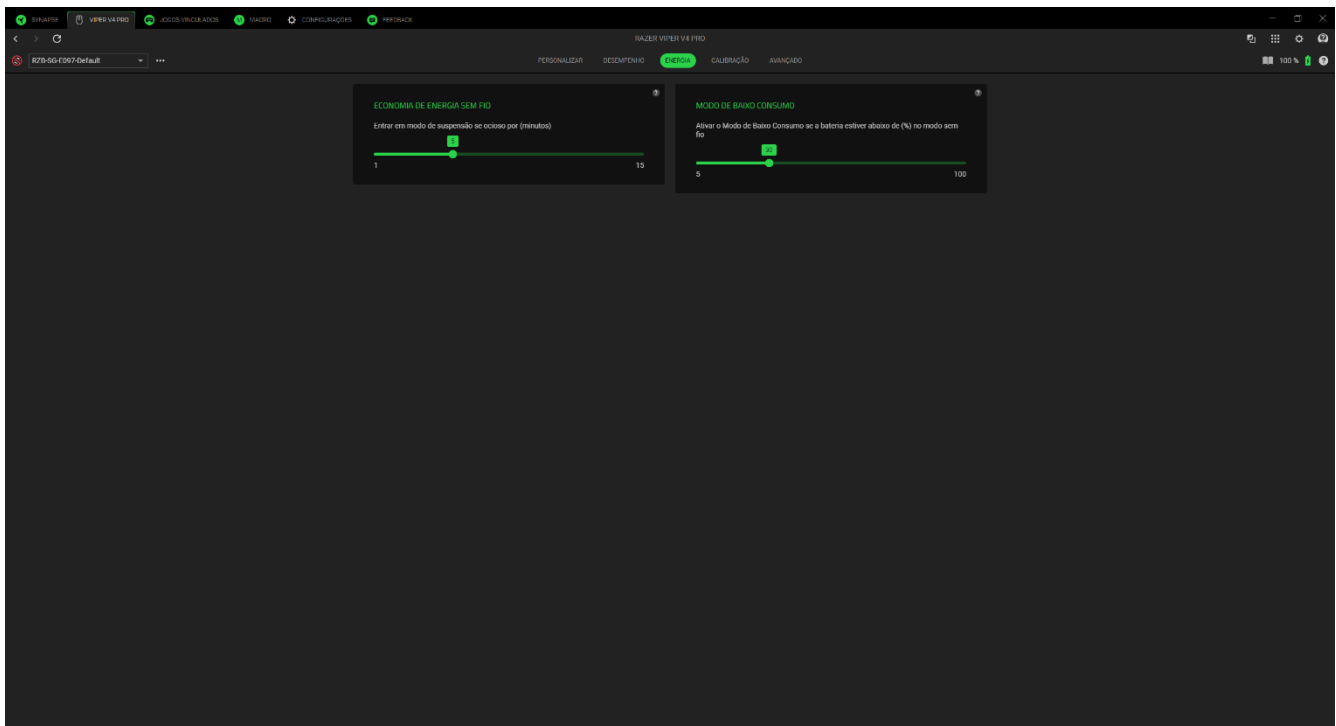 SYNAPSE
VIPER V4 PRO
JOGOS VINCULADOS
MACRO
CONFIGURAÇÕES
FEEDBACK
RAZER VIPER V4 PRO
RZB-SG-E097-Default
PERSONALIZAR
DESEMPENHO
ENERGIA
CALIBRAÇÃO
AVANÇADO
100 %
ECONOMIA DE ENERGIA SEM FIO
Entrar em modo de suspensão se ocioso por (minutos)
5
1
15
MODO DE BAIXO CONSUMO
Ativar o Modo de Baixo Consumo se a bateria estiver abaixo de (%) no modo sem
fio
30
5
100